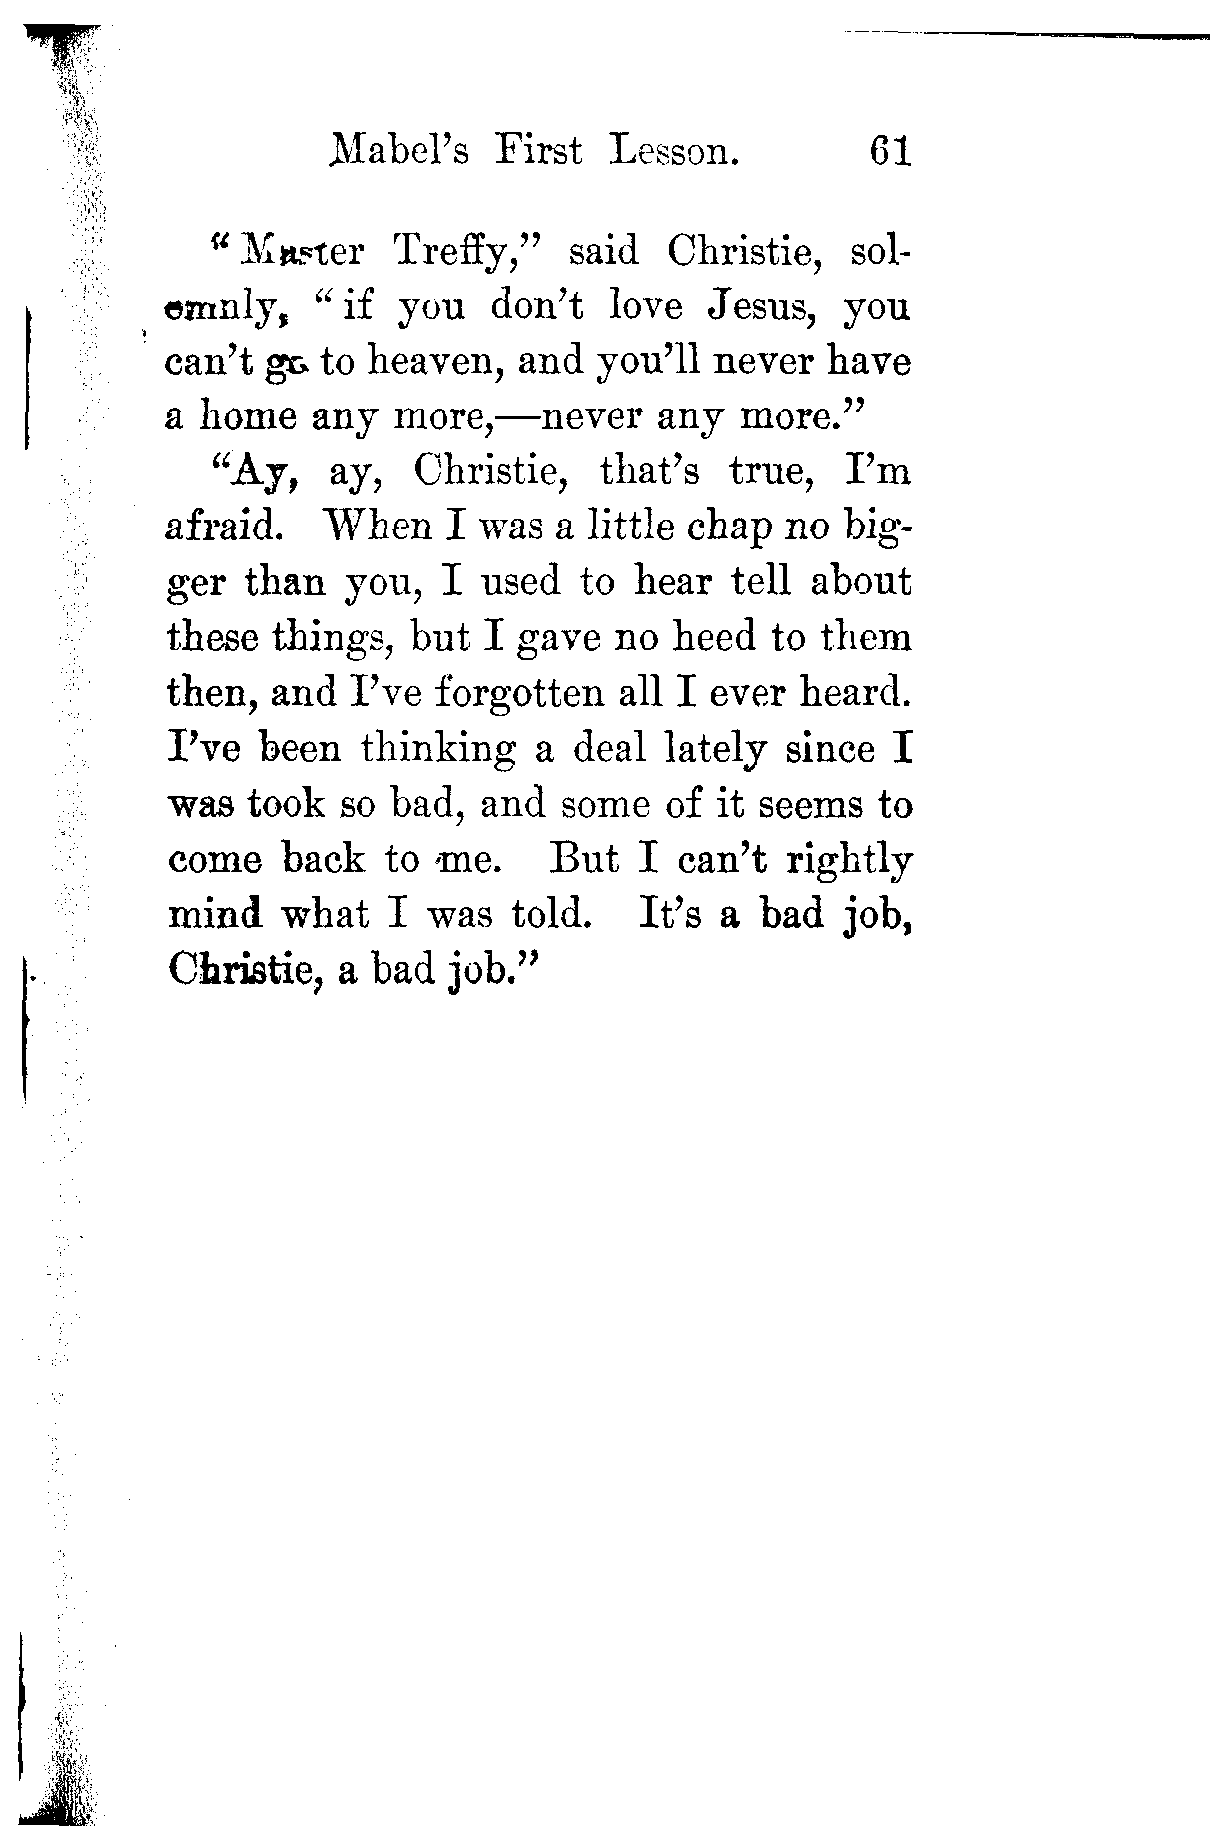 Mabel's First Lesson. 61
"Master Treffy," said Christie, sol-
emnly, "if you don't love Jesus, you
can't go to heaven, and you'll never have
a home any more,—never any more."
"Ay, ay, Christie, that's true, I'm
afraid. When I was a little chap no big-
ger than you, I used to hear tell about
these things, but I gave no heed to them
then, and I've forgotten all I ever heard.
I've been thinking a deal lately since I
was took so bad, and some of it seems to
come back to me. But I can't rightly
mind what I was told. It's a bad job,
Christie, a bad job."